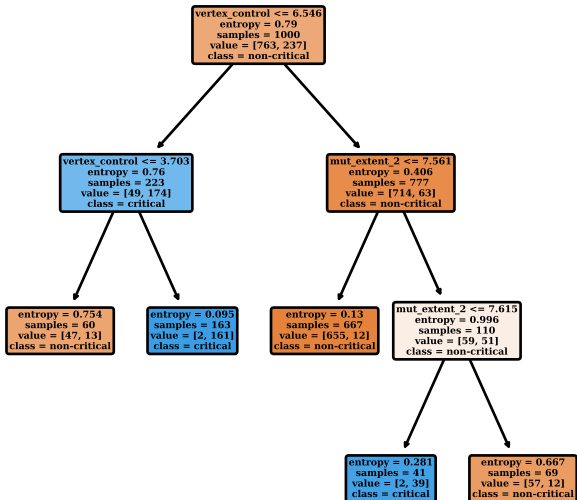 vertex_control <= 6.546
entropy = 0.79
samples = 1000
value = [763, 237]
class = non-critical
vertex_control <= 3.703
entropy = 0.76
samples = 223
value = [49, 174]
class = critical
mut_extent_2 <= 7.561
entropy = 0.406
samples = 777
value = [714, 63]
class = non-critical
entropy = 0.754
samples = 60
value = [47, 13]
class = non-critical
entropy = 0.095
samples = 163
value = [2, 161]
class = critical
entropy = 0.13
samples = 667
value = [655, 12]
class = non-critical
mut_extent_2 <= 7.615
entropy = 0.996
samples = 110
value = [59, 51]
class = non-critical
entropy = 0.281
samples = 41
value = [2, 39]
class = critical
entropy = 0.667
samples = 69
value = [57, 12]
class = non-critical